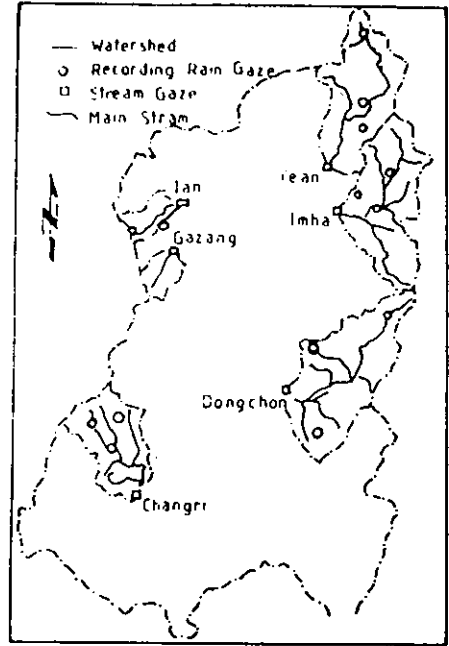 Watershed
Recording Rain Gaze
Stream Gaze
Main Stram
Ian
Imha
Gazang
Dongchon
Changri